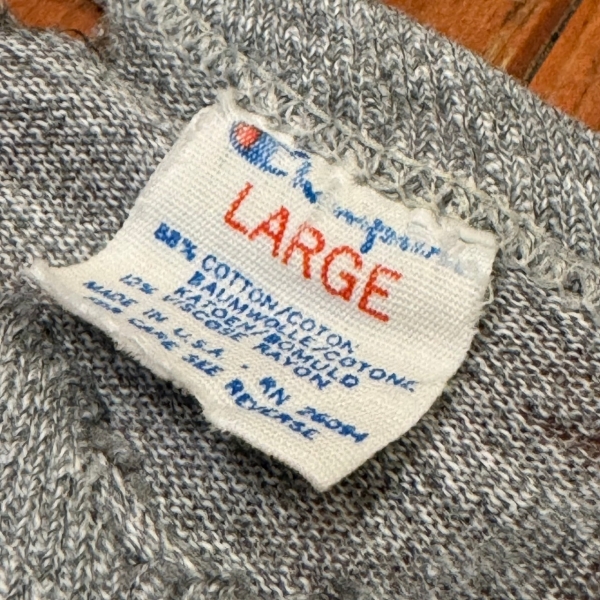 Champion
LARGE
88% COTTON/COTON
BAUMWOLLE/COTONE
KATOEN/BOMULD
12% VISCOSE RAYON
MADE IN U.S.A. - RN 26094
FOR CARE SEE
REVERSE